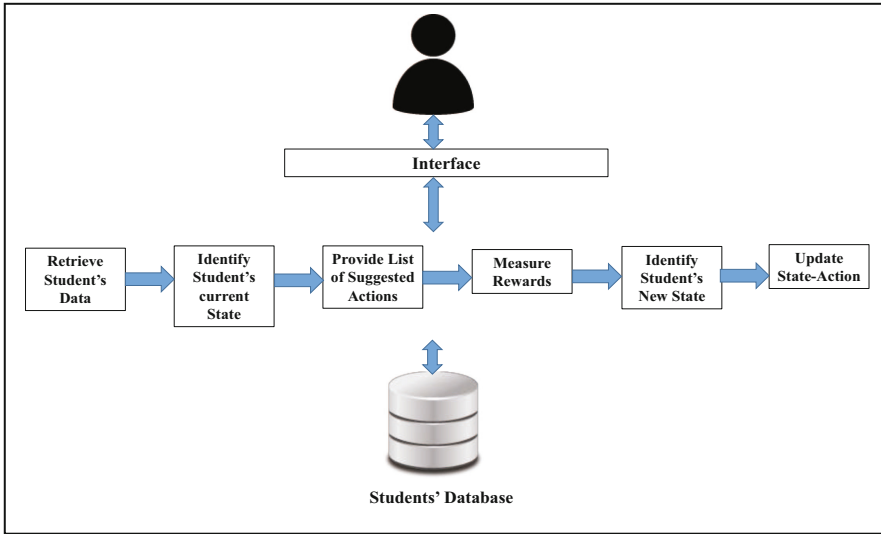 Interface
Retrieve
Student's
Data
Identify
Student's
current
State
Provide List
of Suggested
Actions
Measure
Rewards
Identify
Student's
New State
Update
State-Action
Students' Database